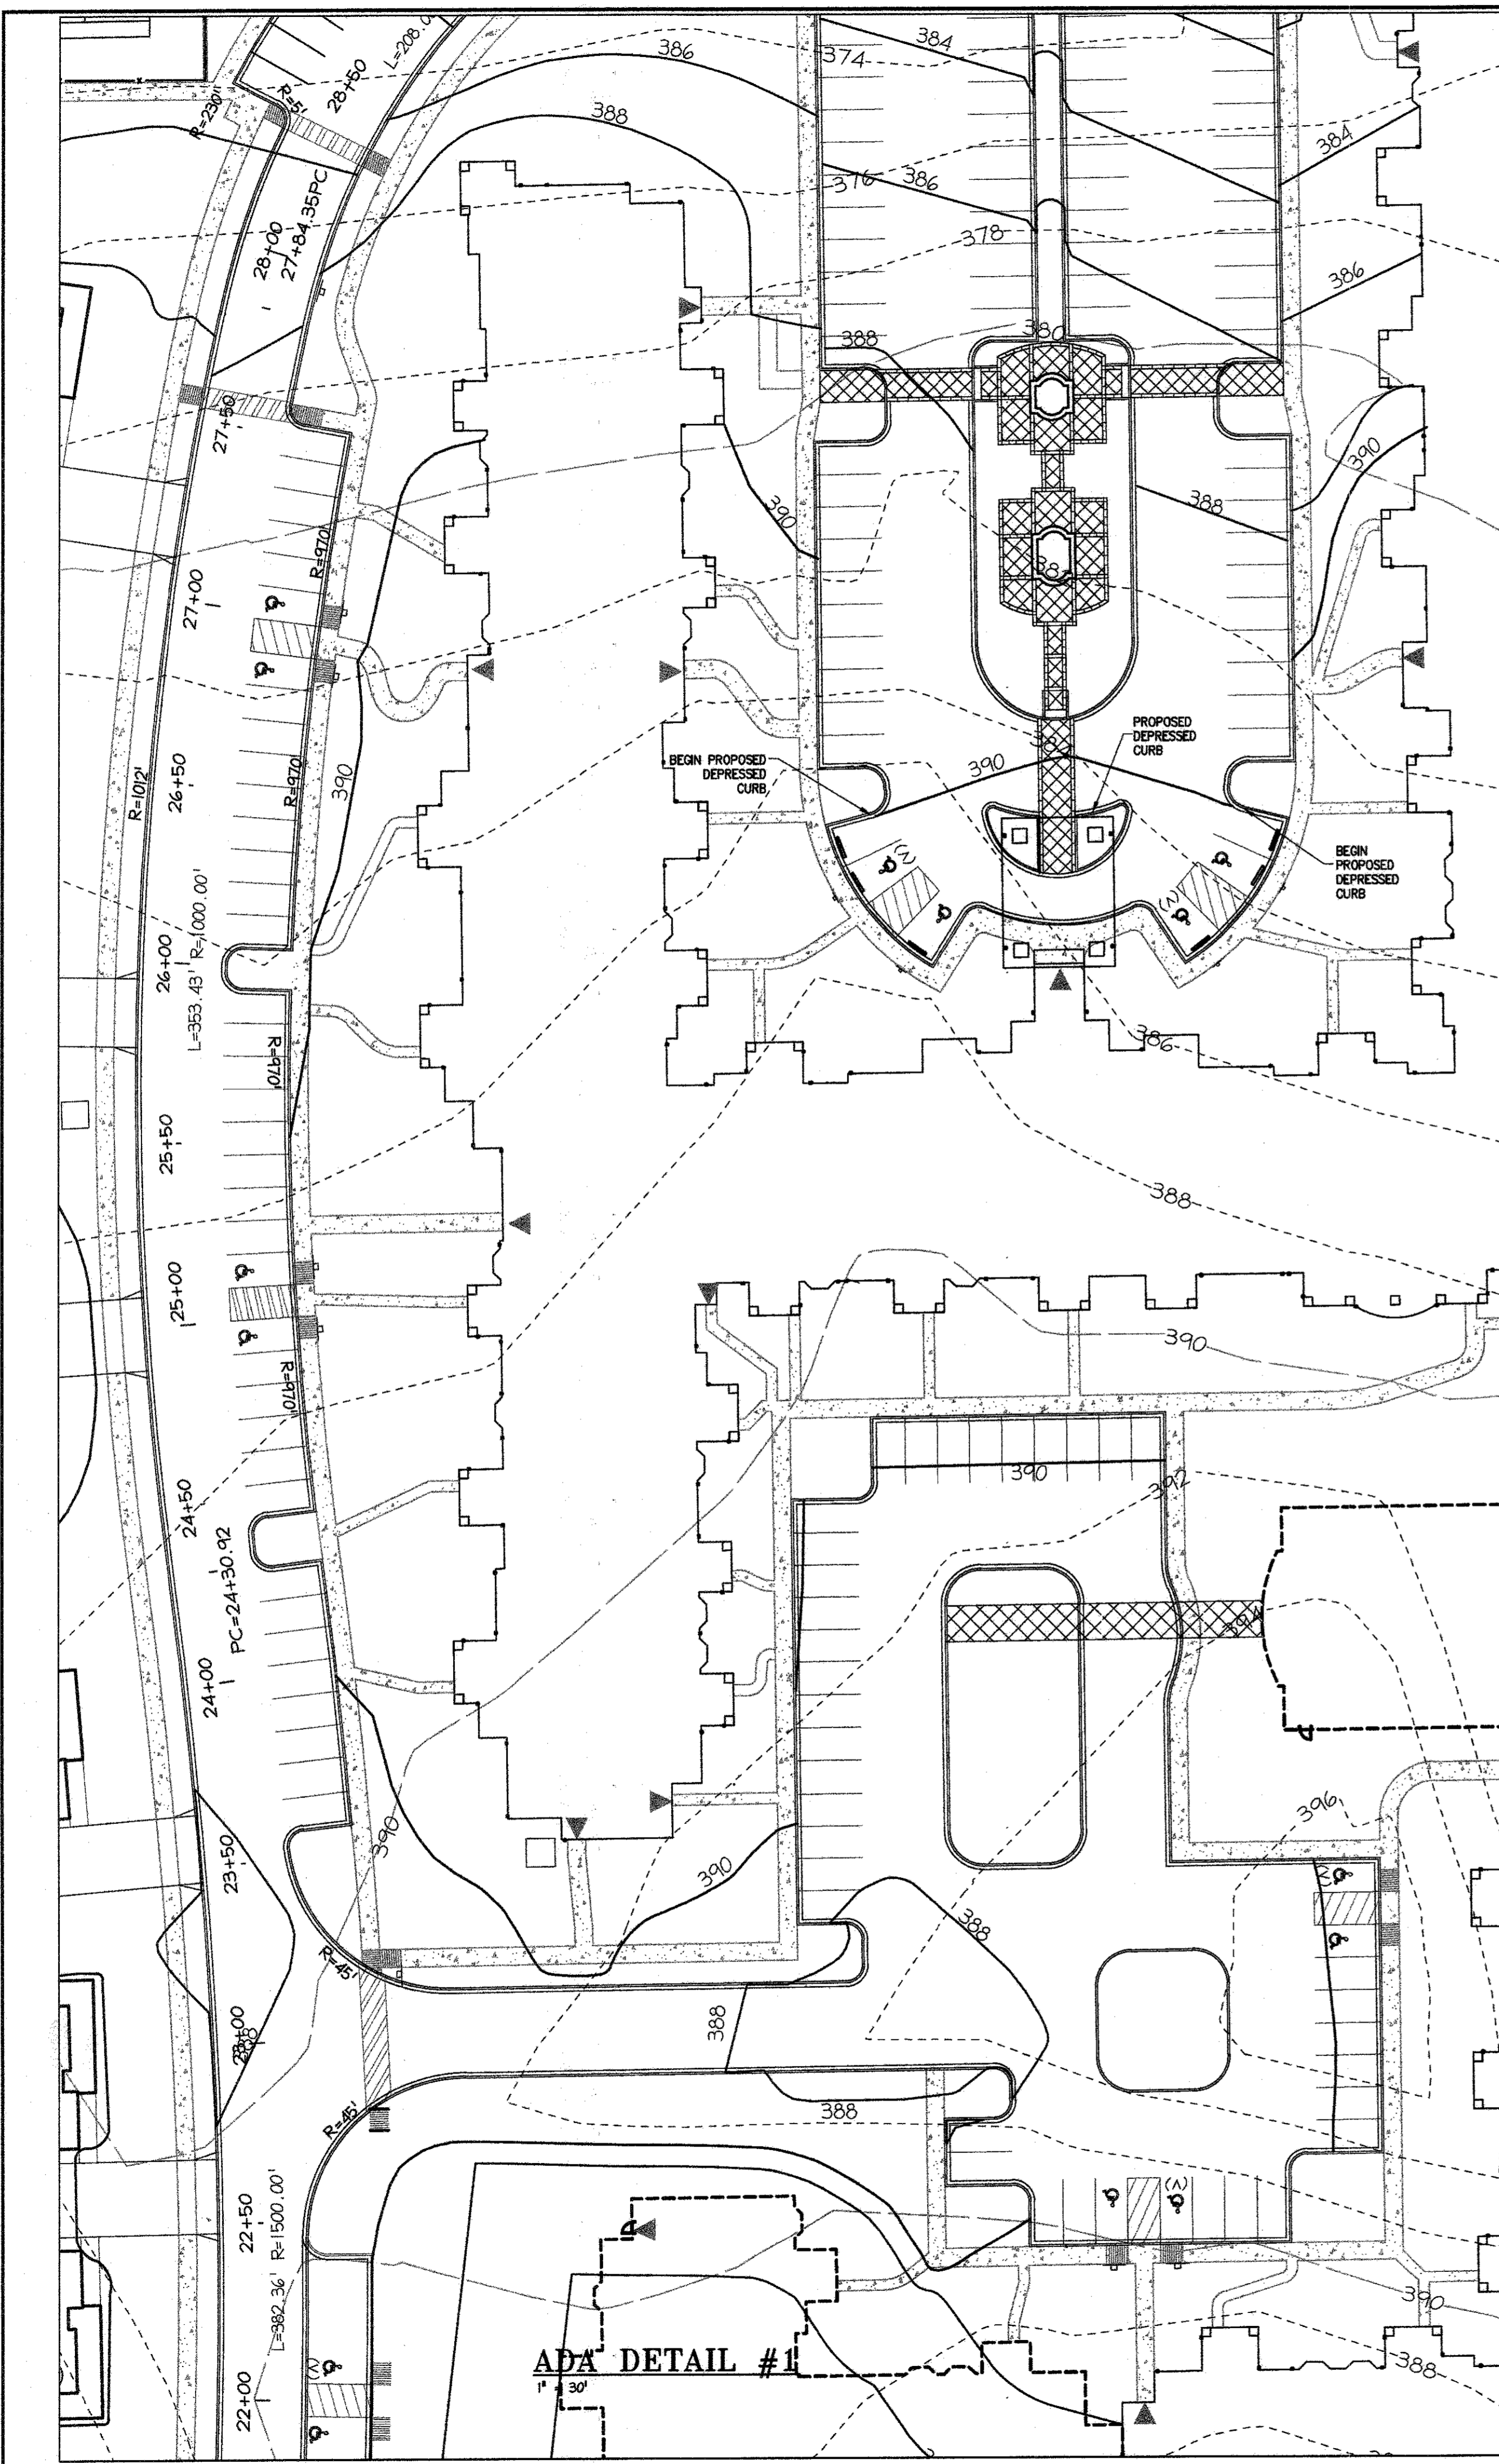 L=208.0
386
384
374
28+50
R=5'
R=230'
388
384
376
386
27+84.35PC
28+00
378
386
380
388
27+50
390
390
388
R=970'
27+00
PROPOSED
DEPRESSED
CURB
BEGIN PROPOSED
DEPRESSED
CURB
390
R=1012'
26+50
R=970'
390
BEGIN
PROPOSED
DEPRESSED
CURB
(V)
(V)
26+00
L=353.43' R=1000.00'
R=970'
386
25+50
388
25+00
390
R=970'
390
392
24+50
PC=24+30.92
394
24+00
396
390
23+50
390
(V)
388
R=45'
388
23+00
388
R=45'
(V)
22+50
L=382.36' R=1500.00'
390
ADA DETAIL #1
388
1" = 30'
(V)
22+00